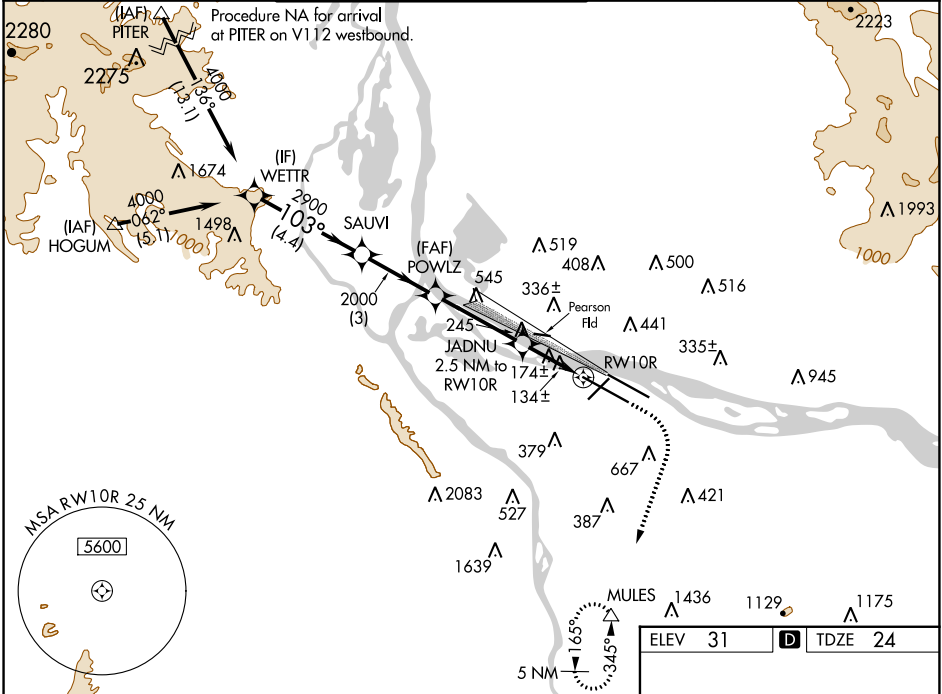 (IAF)
PITER
Procedure NA for arrival
at PITER on V112 westbound.
2280
2223
2275
4000
136°
(13.1)
1674
(IF)
WETTR
4000
062°
(5.1)
(IAF)
HOGUM
1498
1000
2900
103°
(4.4)
SAUVI
1993
1000
(FAF)
POWLZ
519
408
500
516
2000
(3)
545
336±
Pearson
Fld
441
245
JADNU
2.5 NM to
RW10R
174±
134±
335±
RW10R
945
379
667
2083
527
387
421
1639
MSA RW10R 25 NM
5600
MULES
1436
1129
1175
165°
345°
5 NM
ELEV 31
D
TDZE 24